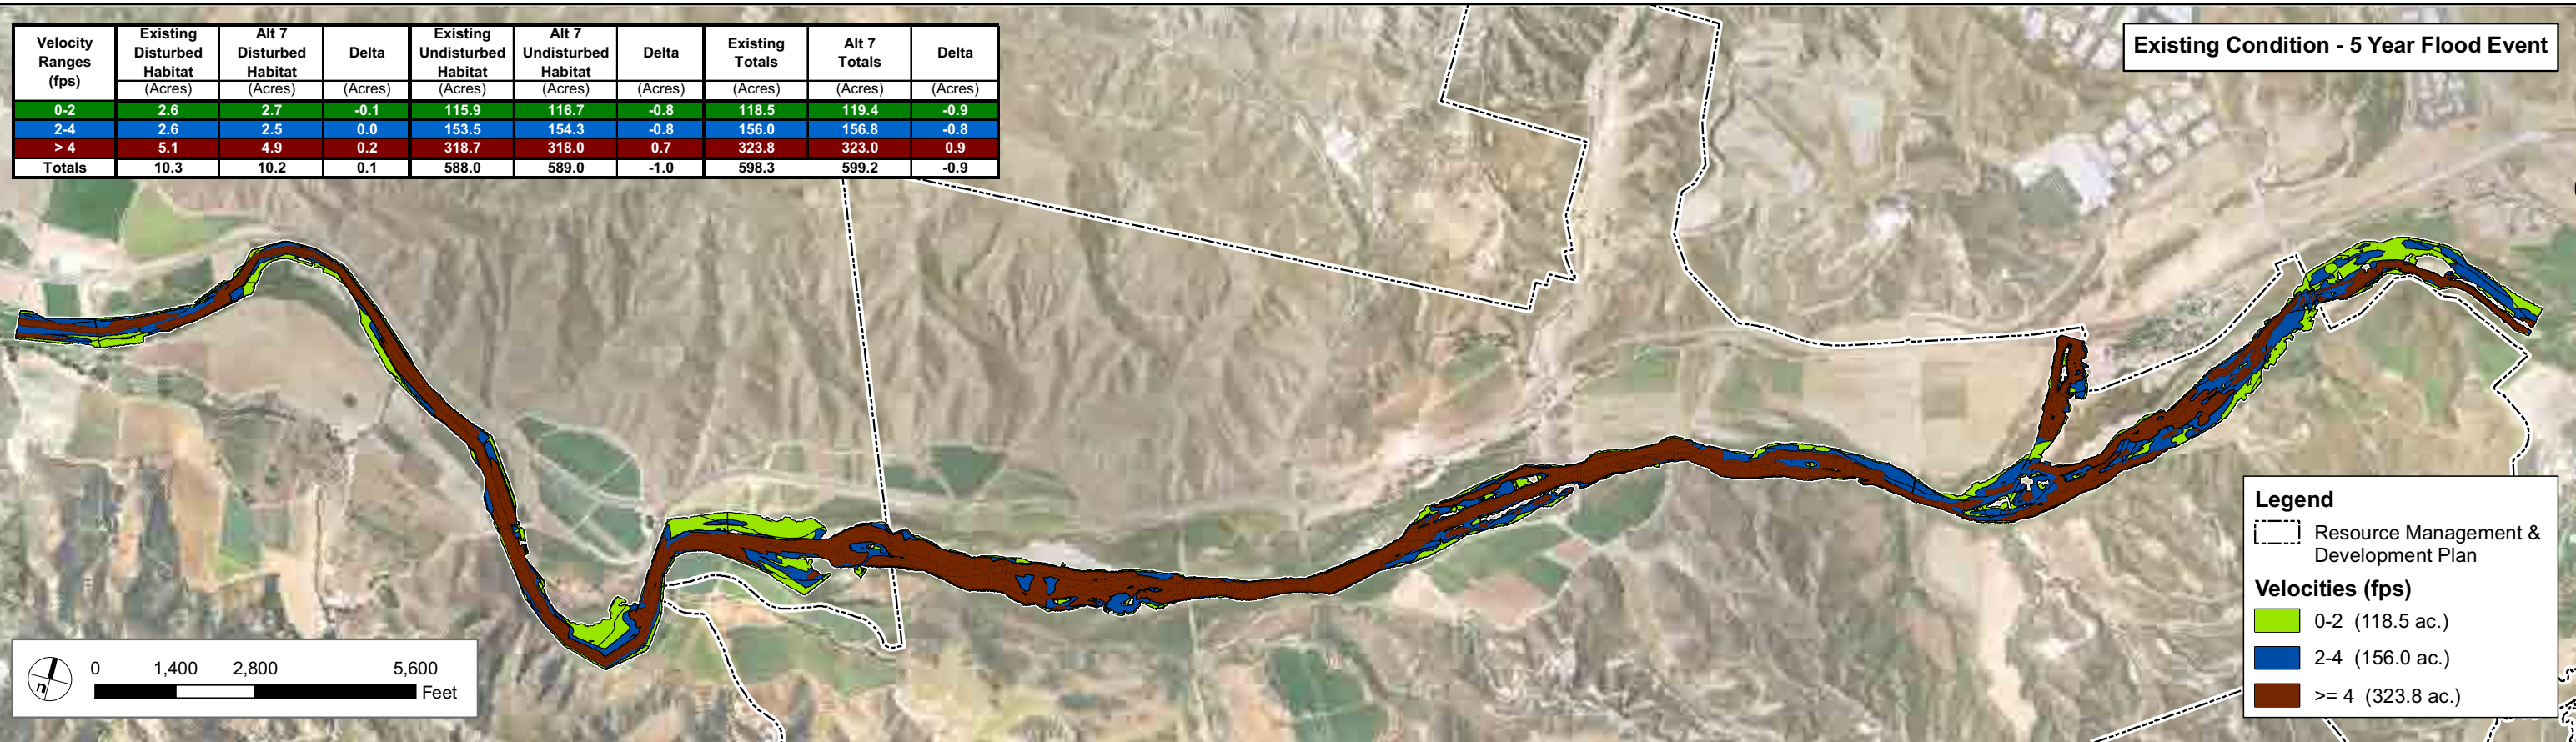 Velocity Ranges (fps) | Existing Disturbed Habitat (Acres) | Alt 7 Disturbed Habitat (Acres) | Delta (Acres) | Existing Undisturbed Habitat (Acres) | Alt 7 Undisturbed Habitat (Acres) | Delta (Acres) | Existing Totals (Acres) | Alt 7 Totals (Acres) | Delta (Acres)
0-2 | 2.6 | 2.7 | -0.1 | 115.9 | 116.7 | -0.8 | 118.5 | 119.4 | -0.9
2-4 | 2.6 | 2.5 | 0.0 | 153.5 | 154.3 | -0.8 | 156.0 | 156.8 | -0.8
> 4 | 5.1 | 4.9 | 0.2 | 318.7 | 318.0 | 0.7 | 323.8 | 323.0 | 0.9
Totals | 10.3 | 10.2 | 0.1 | 588.0 | 589.0 | -1.0 | 598.3 | 599.2 | -0.9
Existing Condition - 5 Year Flood Event
n
0 1,400 2,800 5,600
Feet
Legend
Resource Management &
Development Plan
Velocities (fps)
0-2 (118.5 ac.)
2-4 (156.0 ac.)
>= 4 (323.8 ac.)